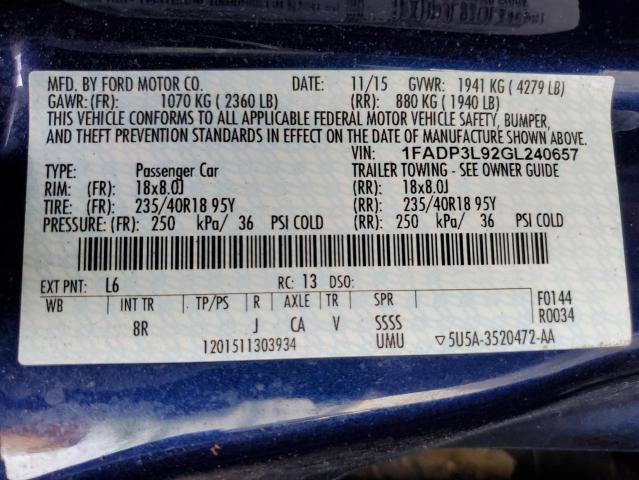 MFD. BY FORD MOTOR CO. DATE: 11/15 GVWR: 1941 KG ( 4279 LB)
GAWR: (FR): 1070 KG ( 2360 LB) (RR): 880 KG ( 1940 LB)
THIS VEHICLE CONFORMS TO ALL APPLICABLE FEDERAL MOTOR VEHICLE SAFETY, BUMPER,
AND THEFT PREVENTION STANDARDS IN EFFECT ON THE DATE OF MANUFACTURE SHOWN ABOVE.
VIN: 1FADP3L92GL240657
TYPE: Passenger Car TRAILER TOWING - SEE OWNER GUIDE
RIM: (FR): 18x8.0J (RR): 18x8.0J
TIRE: (FR): 235/40R18 95Y (RR): 235/40R18 95Y
PRESSURE: (FR): 250 kPa/ 36 PSI COLD (RR): 250 kPa/ 36 PSI COLD
EXT PNT: L6 RC: 13 DSO:
WB INT TR TP/PS R AXLE TR SPR F0144
R0034
8R J CA V SSSS
1201511303934 UMU ▽5U5A-3520472-AA